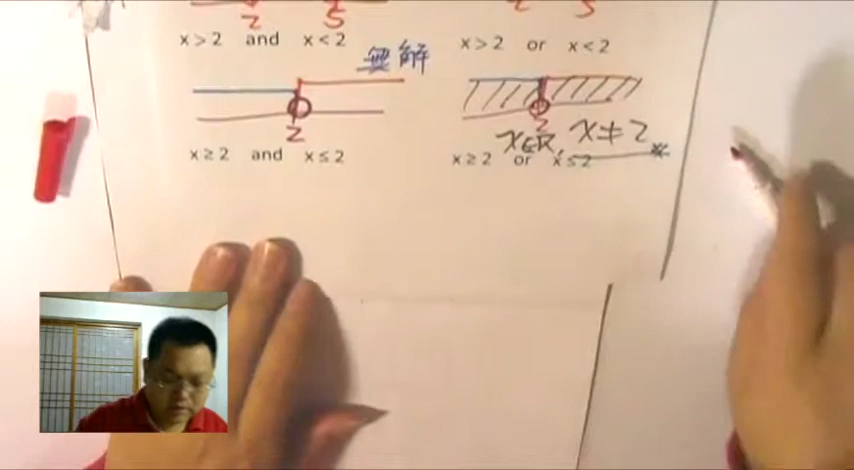 2 5 2 5
x > 2 and x < 2 x > 2 or x < 2
無解
2 2
x∈R, x≠2 *
x ≥ 2 and x ≤ 2 x ≥ 2 or x ≤ 2